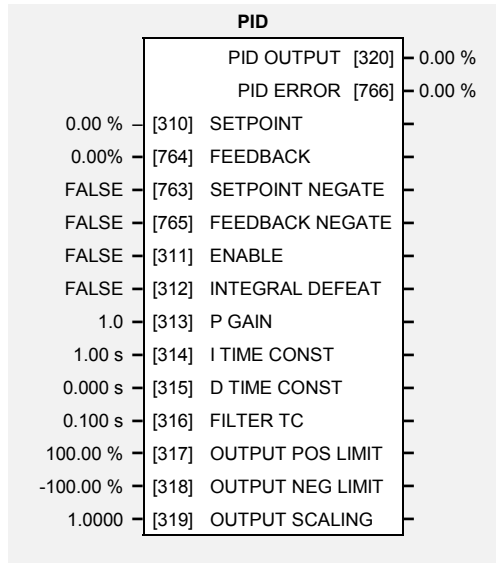 PID
PID OUTPUT [320] 0.00 %
PID ERROR [766] 0.00 %
0.00 % [310] SETPOINT
0.00% [764] FEEDBACK
FALSE [763] SETPOINT NEGATE
FALSE [765] FEEDBACK NEGATE
FALSE [311] ENABLE
FALSE [312] INTEGRAL DEFEAT
1.0 [313] P GAIN
1.00 s [314] I TIME CONST
0.000 s [315] D TIME CONST
0.100 s [316] FILTER TC
100.00 % [317] OUTPUT POS LIMIT
-100.00 % [318] OUTPUT NEG LIMIT
1.0000 [319] OUTPUT SCALING